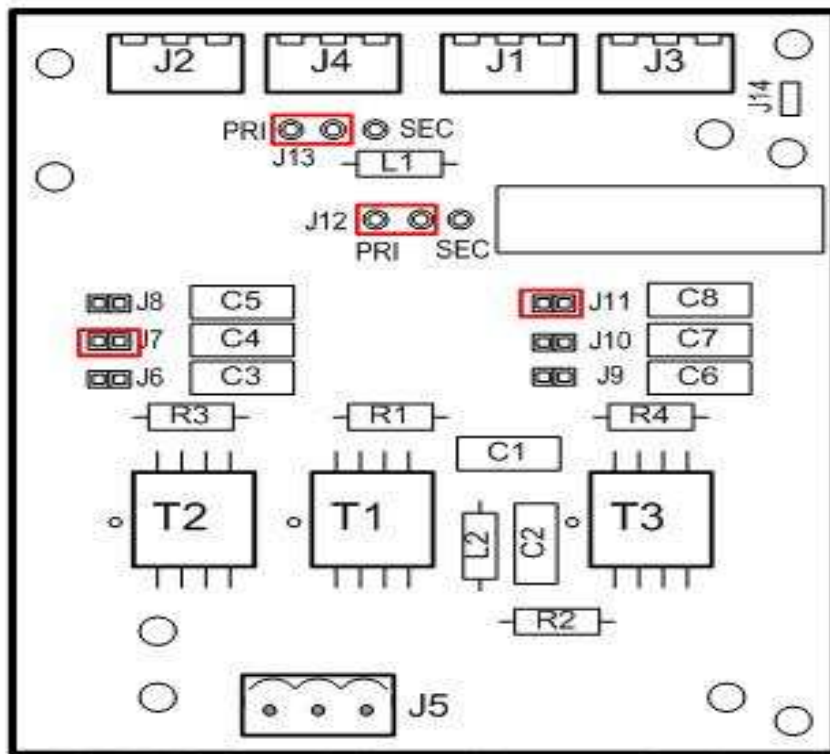 J2 J4 J1 J3
J14
PRI SEC
J13
L1
J12
PRI SEC
J8 C5 J11 C8
J7 C4 J10 C7
J6 C3 J9 C6
R3 R1 R4
C1
T2 T1 T3
L2 C2
R2
J5